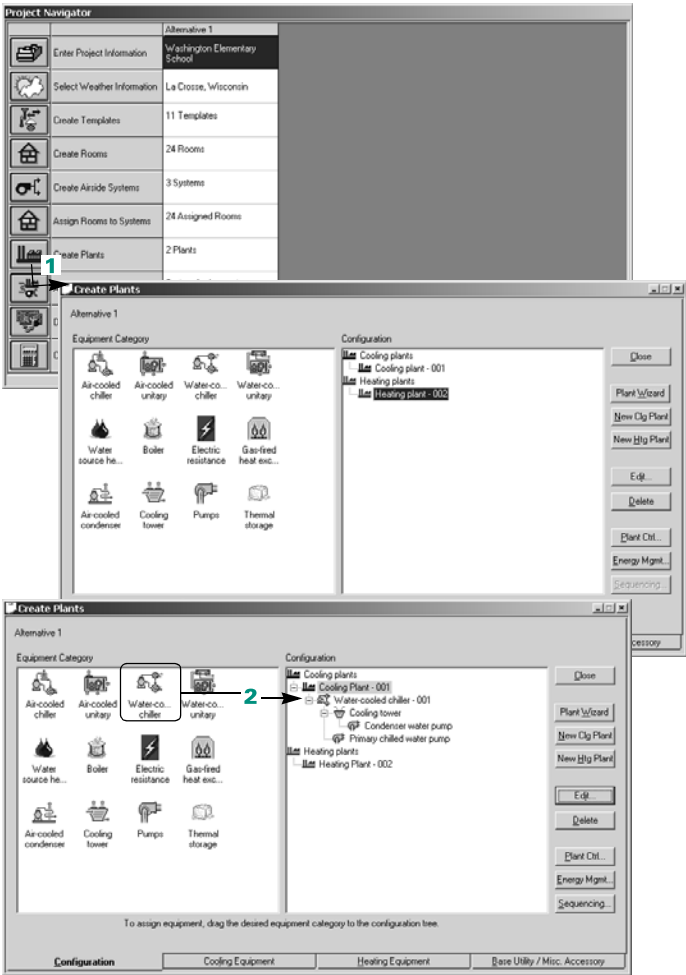 Project Navigator
Alternative 1
Enter Project Information
Washington Elementary School
Select Weather Information
La Crosse, Wisconsin
Create Templates
11 Templates
Create Rooms
24 Rooms
Create Airside Systems
3 Systems
Assign Rooms to Systems
24 Assigned Rooms
Create Plants
2 Plants
1
Create Plants
Alternative 1
Equipment Category
Air-cooled chiller
Air-cooled unitary
Water-co... chiller
Water-co... unitary
Water source he...
Boiler
Electric resistance
Gas-fired heat exc...
Air-cooled condenser
Cooling tower
Pumps
Thermal storage
Configuration
Cooling plants
Cooling plant - 001
Heating plants
Heating plant - 002
Close
Plant Wizard
New Clg Plant
New Htg Plant
Edit...
Delete
Plant Ctrl...
Energy Mgmt...
Sequencing...
cessory
Create Plants
Alternative 1
Equipment Category
Air-cooled chiller
Air-cooled unitary
Water-co... chiller
Water-co... unitary
Water source he...
Boiler
Electric resistance
Gas-fired heat exc...
Air-cooled condenser
Cooling tower
Pumps
Thermal storage
2
Configuration
Cooling plants
Cooling Plant - 001
Water-cooled chiller - 001
Cooling tower
Condenser water pump
Primary chilled water pump
Heating plants
Heating Plant - 002
Close
Plant Wizard
New Clg Plant
New Htg Plant
Edit...
Delete
Plant Ctrl...
Energy Mgmt...
Sequencing...
To assign equipment, drag the desired equipment category to the configuration tree.
Configuration
Cooling Equipment
Heating Equipment
Base Utility / Misc. Accessory